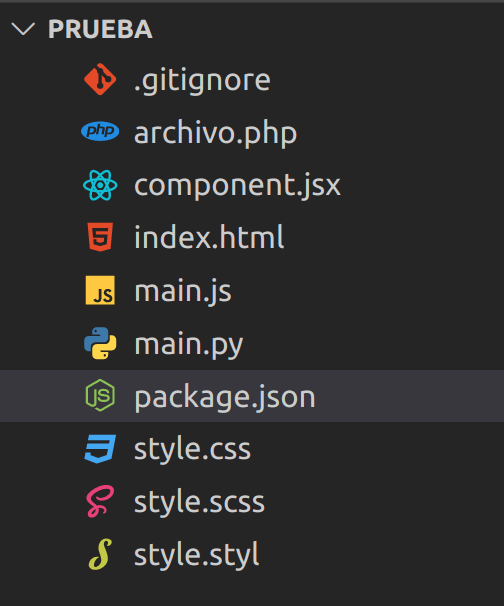 PRUEBA
.gitignore
php archivo.php
component.jsx
5 index.html
JS main.js
main.py
JS package.json
3 style.css
style.scss
style.styl